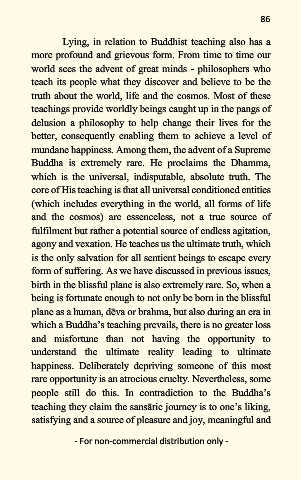 86
Lying, in relation to Buddhist teaching also has a
more profound and grievous form. From time to time our
world sees the advent of great minds - philosophers who
teach its people what they discover and believe to be the
truth about the world, life and the cosmos. Most of these
teachings provide worldly beings caught up in the pangs of
delusion a philosophy to help change their lives for the
better, consequently enabling them to achieve a level of
mundane happiness. Among them, the advent of a Supreme
Buddha is extremely rare. He proclaims the Dhamma,
which is the universal, indisputable, absolute truth. The
core of His teaching is that all universal conditioned entities
(which includes everything in the world, all forms of life
and the cosmos) are essenceless, not a true source of
fulfilment but rather a potential source of endless agitation,
agony and vexation. He teaches us the ultimate truth, which
is the only salvation for all sentient beings to escape every
form of suffering. As we have discussed in previous issues,
birth in the blissful plane is also extremely rare. So, when a
being is fortunate enough to not only be born in the blissful
plane as a human, dēva or brahma, but also during an era in
which a Buddha's teaching prevails, there is no greater loss
and misfortune than not having the opportunity to
understand the ultimate reality leading to ultimate
happiness. Deliberately depriving someone of this most
rare opportunity is an atrocious cruelty. Nevertheless, some
people still do this. In contradiction to the Buddha's
teaching they claim the sansāric journey is to one's liking,
satisfying and a source of pleasure and joy, meaningful and
- For non-commercial distribution only -